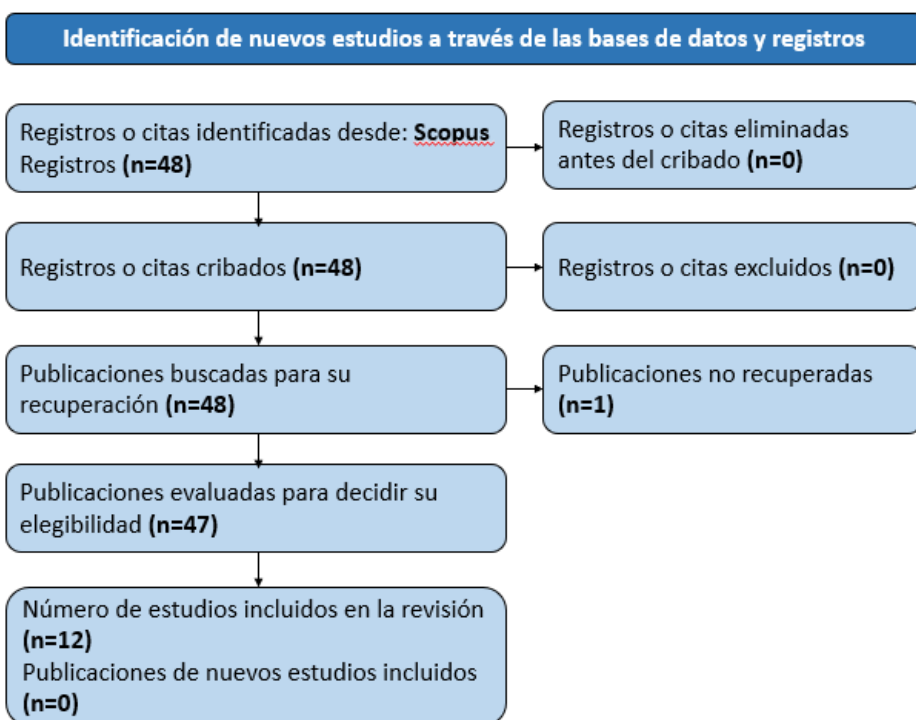 Identificación de nuevos estudios a través de las bases de datos y registros
Registros o citas identificadas desde: Scopus
Registros (n=48)
Registros o citas eliminadas
antes del cribado (n=0)
Registros o citas cribados (n=48)
Registros o citas excluidos (n=0)
Publicaciones buscadas para su
recuperación (n=48)
Publicaciones no recuperadas
(n=1)
Publicaciones evaluadas para decidir su
elegibilidad (n=47)
Número de estudios incluidos en la revisión
(n=12)
Publicaciones de nuevos estudios incluidos
(n=0)